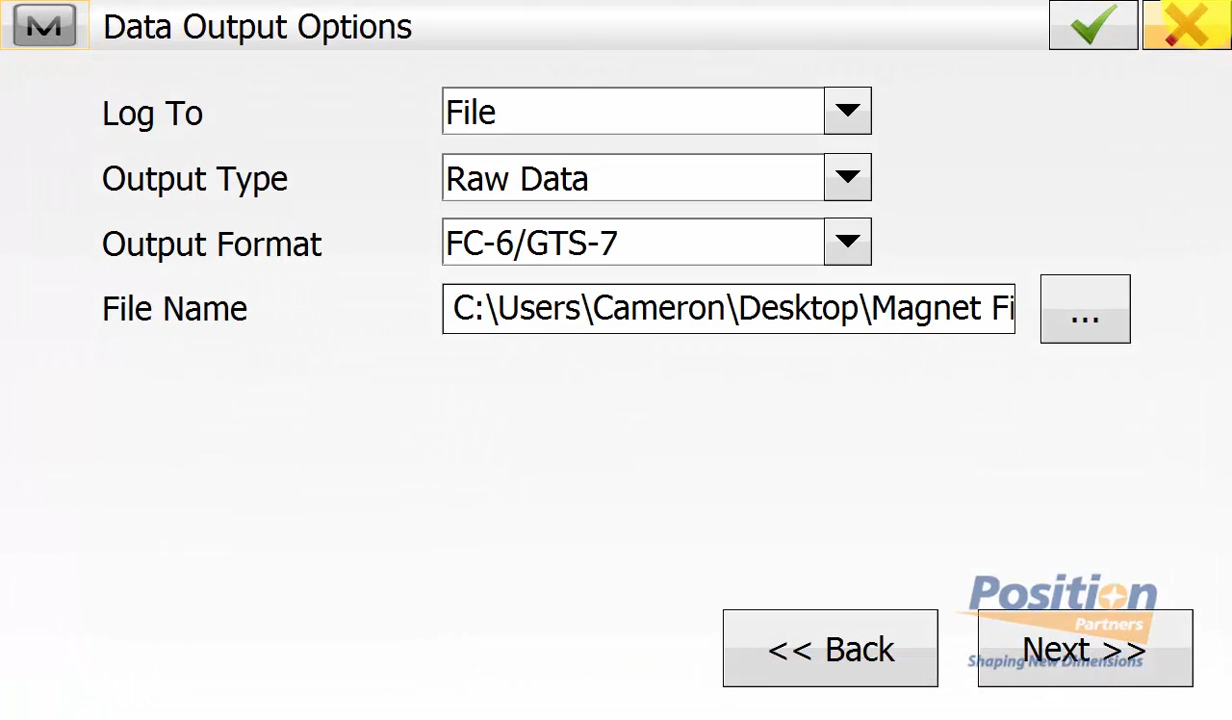 M Data Output Options
Log To File
Output Type Raw Data
Output Format FC-6/GTS-7
File Name C:\Users\Cameron\Desktop\Magnet Fi ...
Position
Partners
<< Back Next >>
Shaping New Dimensions